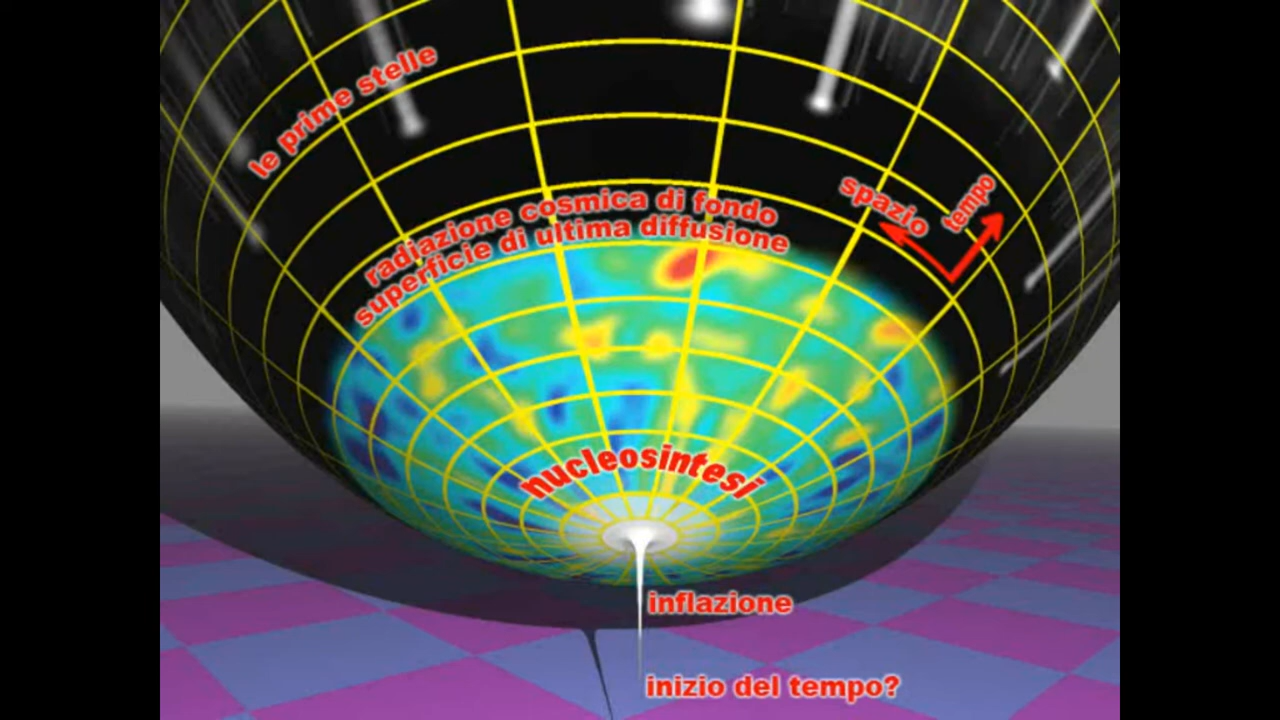 le prime stelle
spazio
tempo
radiazione cosmica di fondo
superficie di ultima diffusione
nucleosintesi
inflazione
inizio del tempo?